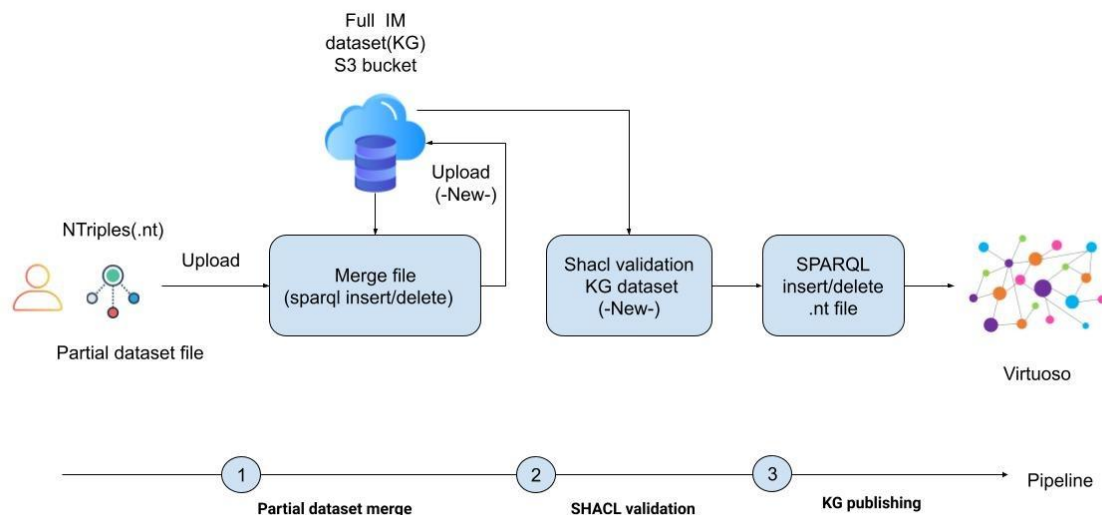 Full IM
dataset(KG)
S3 bucket
Upload
(-New-)
NTriples(.nt)
Upload
Merge file
(sparql insert/delete)
Shacl validation
KG dataset
(-New-)
SPARQL
insert/delete
.nt file
Partial dataset file
Virtuoso
1
2
3
Pipeline
Partial dataset merge
SHACL validation
KG publishing